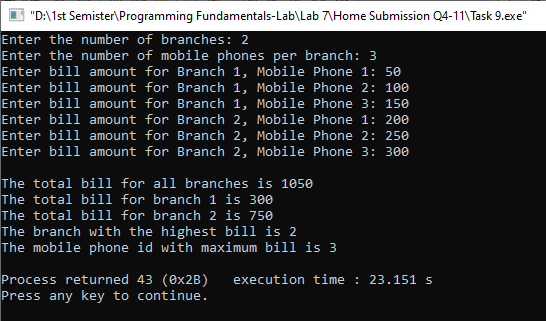 "D:\1st Semister\Programming Fundamentals-Lab\Lab 7\Home Submission Q4-11\Task 9.exe"
Enter the number of branches: 2
Enter the number of mobile phones per branch: 3
Enter bill amount for Branch 1, Mobile Phone 1: 50
Enter bill amount for Branch 1, Mobile Phone 2: 100
Enter bill amount for Branch 1, Mobile Phone 3: 150
Enter bill amount for Branch 2, Mobile Phone 1: 200
Enter bill amount for Branch 2, Mobile Phone 2: 250
Enter bill amount for Branch 2, Mobile Phone 3: 300
The total bill for all branches is 1050
The total bill for branch 1 is 300
The total bill for branch 2 is 750
The branch with the highest bill is 2
The mobile phone id with maximum bill is 3
Process returned 43 (0x2B)   execution time : 23.151 s
Press any key to continue.